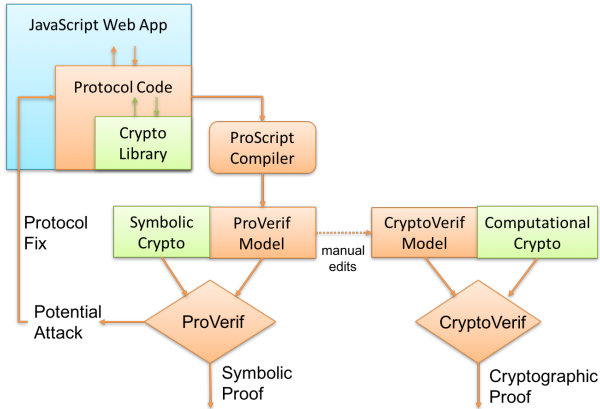 JavaScript Web App
Protocol Code
Crypto
Library
ProScript
Compiler
Protocol
Fix
Symbolic
Crypto
ProVerif
Model
manual
edits
CryptoVerif
Model
Computational
Crypto
Potential
Attack
ProVerif
CryptoVerif
Symbolic
Proof
Cryptographic
Proof